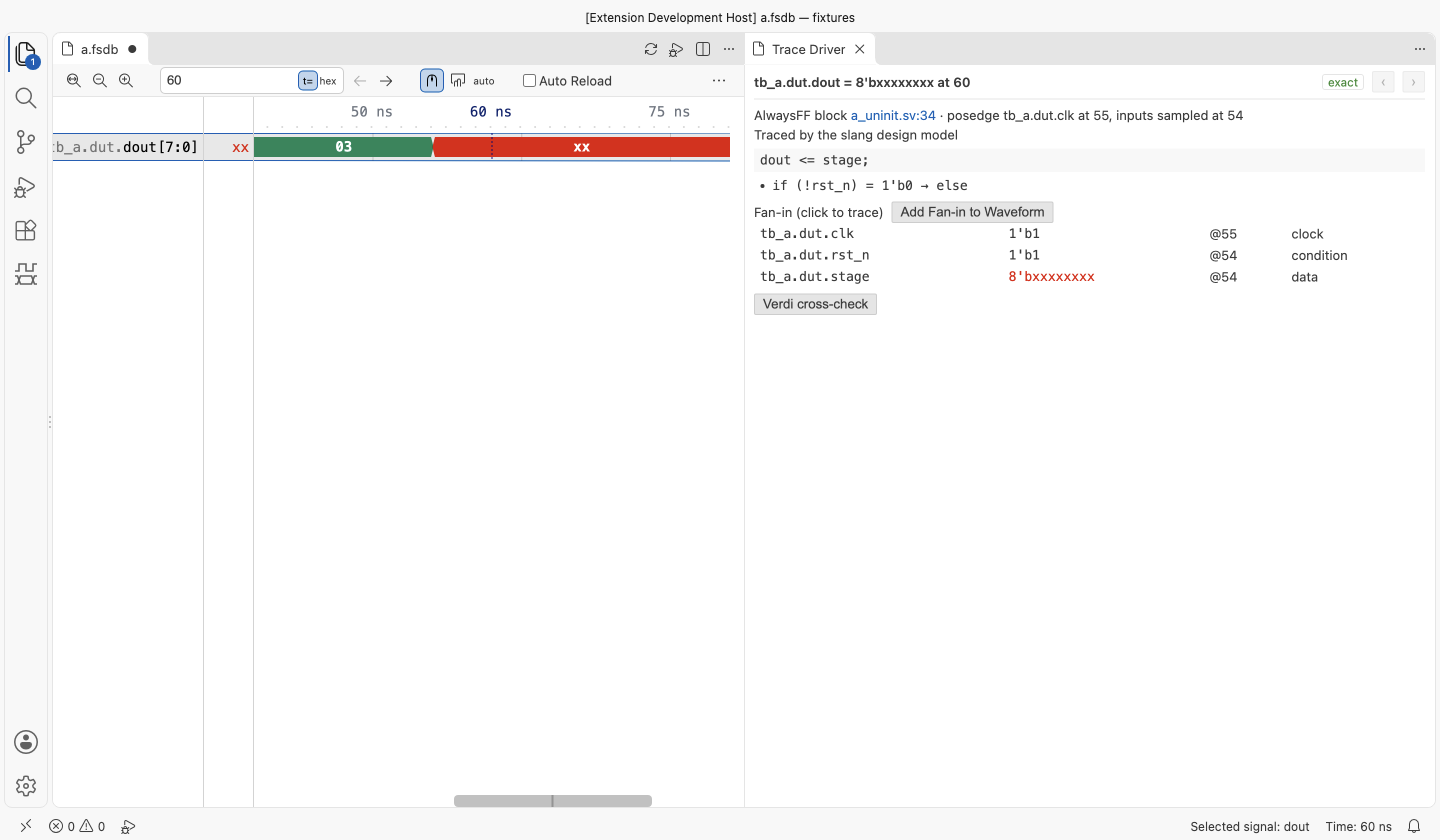 [Extension Development Host] a.fsdb — fixtures
1
a.fsdb
60
t= hex
auto
Auto Reload
50 ns 60 ns 75 ns
tb_a.dut.dout[7:0] xx 03 xx
Trace Driver
tb_a.dut.dout = 8'bxxxxxxxx at 60 exact
AlwaysFF block a_uninit.sv:34 · posedge tb_a.dut.clk at 55, inputs sampled at 54
Traced by the slang design model
dout <= stage;
• if (!rst_n) = 1'b0 → else
Fan-in (click to trace) Add Fan-in to Waveform
tb_a.dut.clk 1'b1 @55 clock
tb_a.dut.rst_n 1'b1 @54 condition
tb_a.dut.stage 8'bxxxxxxxx @54 data
Verdi cross-check
0 0
Selected signal: dout Time: 60 ns